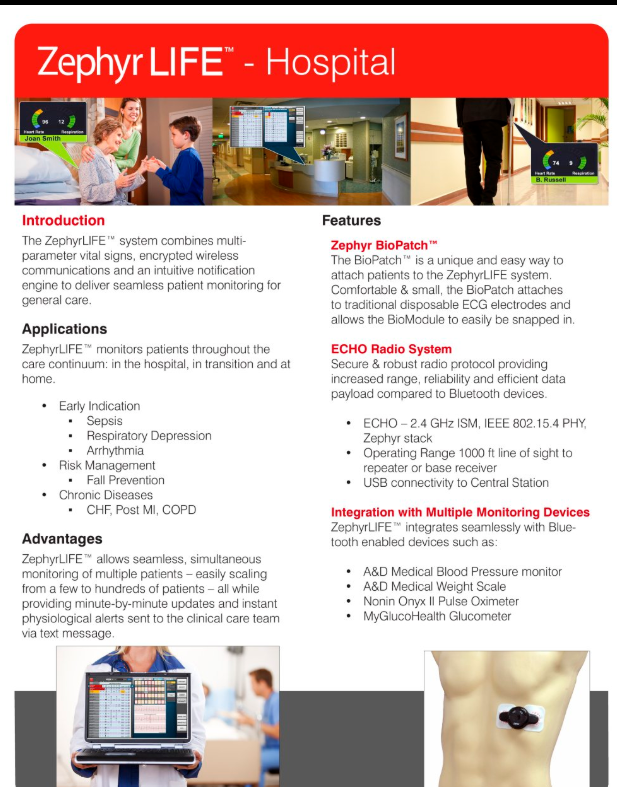 Zephyr LIFE™ - Hospital
96 12
Heart Rate Respiration
Joan Smith
74 9
Heart Rate Respiration
B. Russell
Introduction
The ZephyrLIFE™ system combines multi-
parameter vital signs, encrypted wireless
communications and an intuitive notification
engine to deliver seamless patient monitoring for
general care.
Applications
ZephyrLIFE™ monitors patients throughout the
care continuum: in the hospital, in transition and at
home.
• Early Indication
▪ Sepsis
▪ Respiratory Depression
▪ Arrhythmia
• Risk Management
▪ Fall Prevention
• Chronic Diseases
▪ CHF, Post MI, COPD
Advantages
ZephyrLIFE™ allows seamless, simultaneous
monitoring of multiple patients – easily scaling
from a few to hundreds of patients – all while
providing minute-by-minute updates and instant
physiological alerts sent to the clinical care team
via text message.
Features
Zephyr BioPatch™
The BioPatch™ is a unique and easy way to
attach patients to the ZephyrLIFE system.
Comfortable & small, the BioPatch attaches
to traditional disposable ECG electrodes and
allows the BioModule to easily be snapped in.
ECHO Radio System
Secure & robust radio protocol providing
increased range, reliability and efficient data
payload compared to Bluetooth devices.
• ECHO – 2.4 GHz ISM, IEEE 802.15.4 PHY,
Zephyr stack
• Operating Range 1000 ft line of sight to
repeater or base receiver
• USB connectivity to Central Station
Integration with Multiple Monitoring Devices
ZephyrLIFE™ integrates seamlessly with Blue-
tooth enabled devices such as:
• A&D Medical Blood Pressure monitor
• A&D Medical Weight Scale
• Nonin Onyx II Pulse Oximeter
• MyGlucoHealth Glucometer